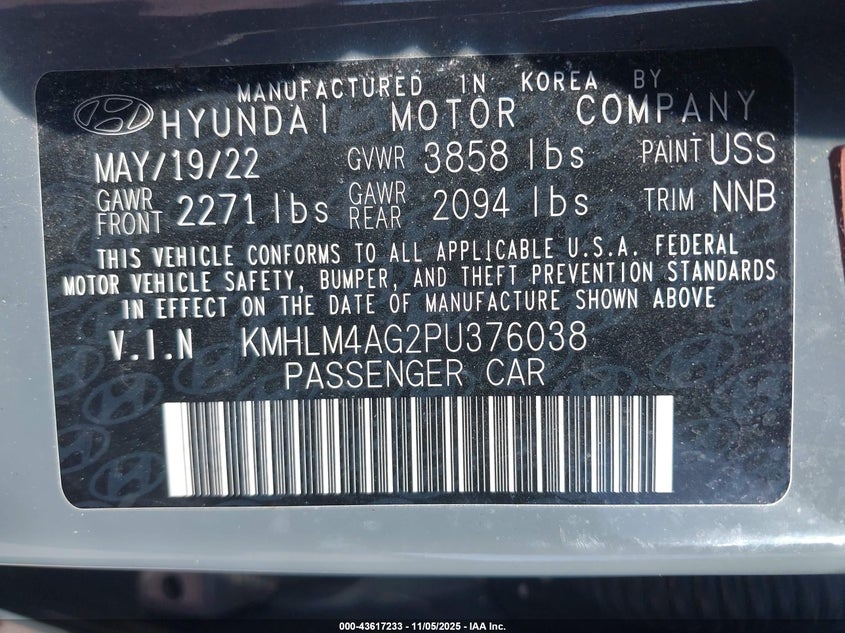 MANUFACTURED IN KOREA BY
HYUNDAI MOTOR COMPANY
MAY/19/22 GVWR 3858 lbs PAINT USS
GAWR FRONT 2271 lbs GAWR REAR 2094 lbs TRIM NNB
THIS VEHICLE CONFORMS TO ALL APPLICABLE U.S.A. FEDERAL
MOTOR VEHICLE SAFETY, BUMPER, AND THEFT PREVENTION STANDARDS
IN EFFECT ON THE DATE OF MANUFACTURE SHOWN ABOVE
V.I.N KMHLM4AG2PU376038
PASSENGER CAR
000-43617233 - 11/05/2025 - IAA Inc.